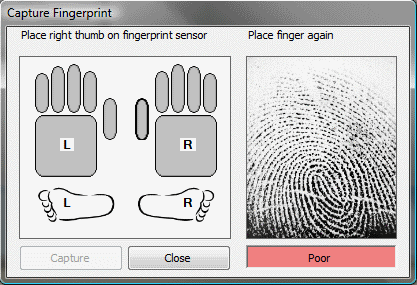 Capture Fingerprint
Place right thumb on fingerprint sensor
Place finger again
L
R
L
R
Capture
Close
Poor